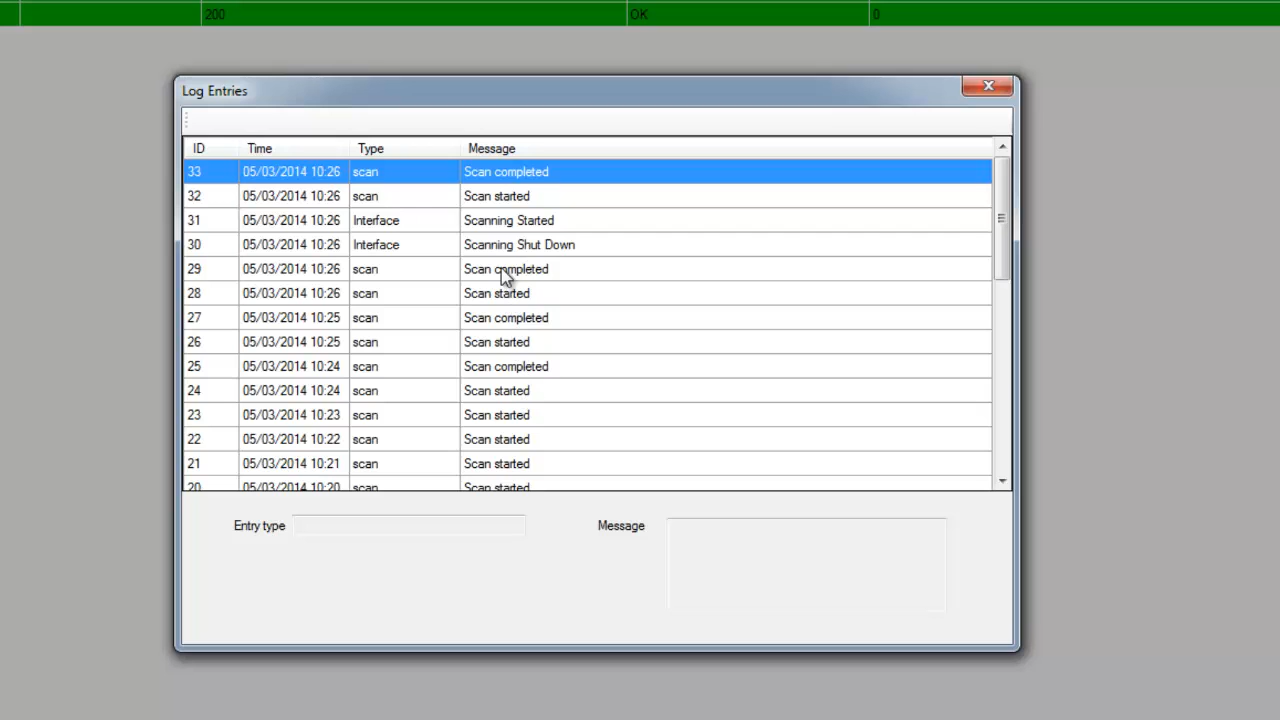 200 OK 0
Log Entries
ID Time Type Message
33 05/03/2014 10:26 scan Scan completed
32 05/03/2014 10:26 scan Scan started
31 05/03/2014 10:26 Interface Scanning Started
30 05/03/2014 10:26 Interface Scanning Shut Down
29 05/03/2014 10:26 scan Scan completed
28 05/03/2014 10:26 scan Scan started
27 05/03/2014 10:25 scan Scan completed
26 05/03/2014 10:25 scan Scan started
25 05/03/2014 10:24 scan Scan completed
24 05/03/2014 10:24 scan Scan started
23 05/03/2014 10:23 scan Scan started
22 05/03/2014 10:22 scan Scan started
21 05/03/2014 10:21 scan Scan started
20 05/03/2014 10:20 scan Scan started
Entry type Message